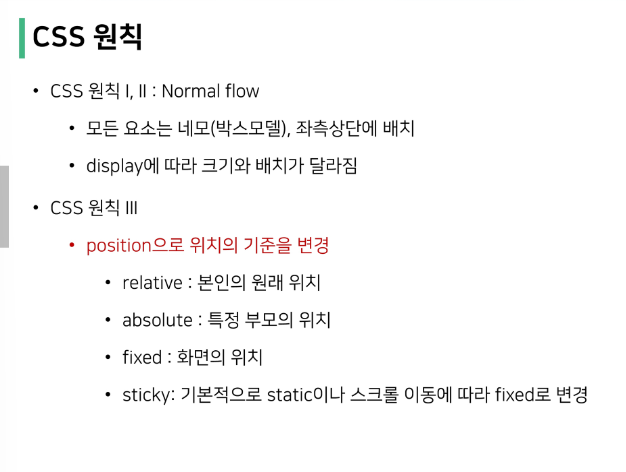 CSS 원칙
• CSS 원칙 I, II : Normal flow
• 모든 요소는 네모(박스모델), 좌측상단에 배치
• display에 따라 크기와 배치가 달라짐
• CSS 원칙 III
• position으로 위치의 기준을 변경
• relative : 본인의 원래 위치
• absolute : 특정 부모의 위치
• fixed : 화면의 위치
• sticky: 기본적으로 static이나 스크롤 이동에 따라 fixed로 변경